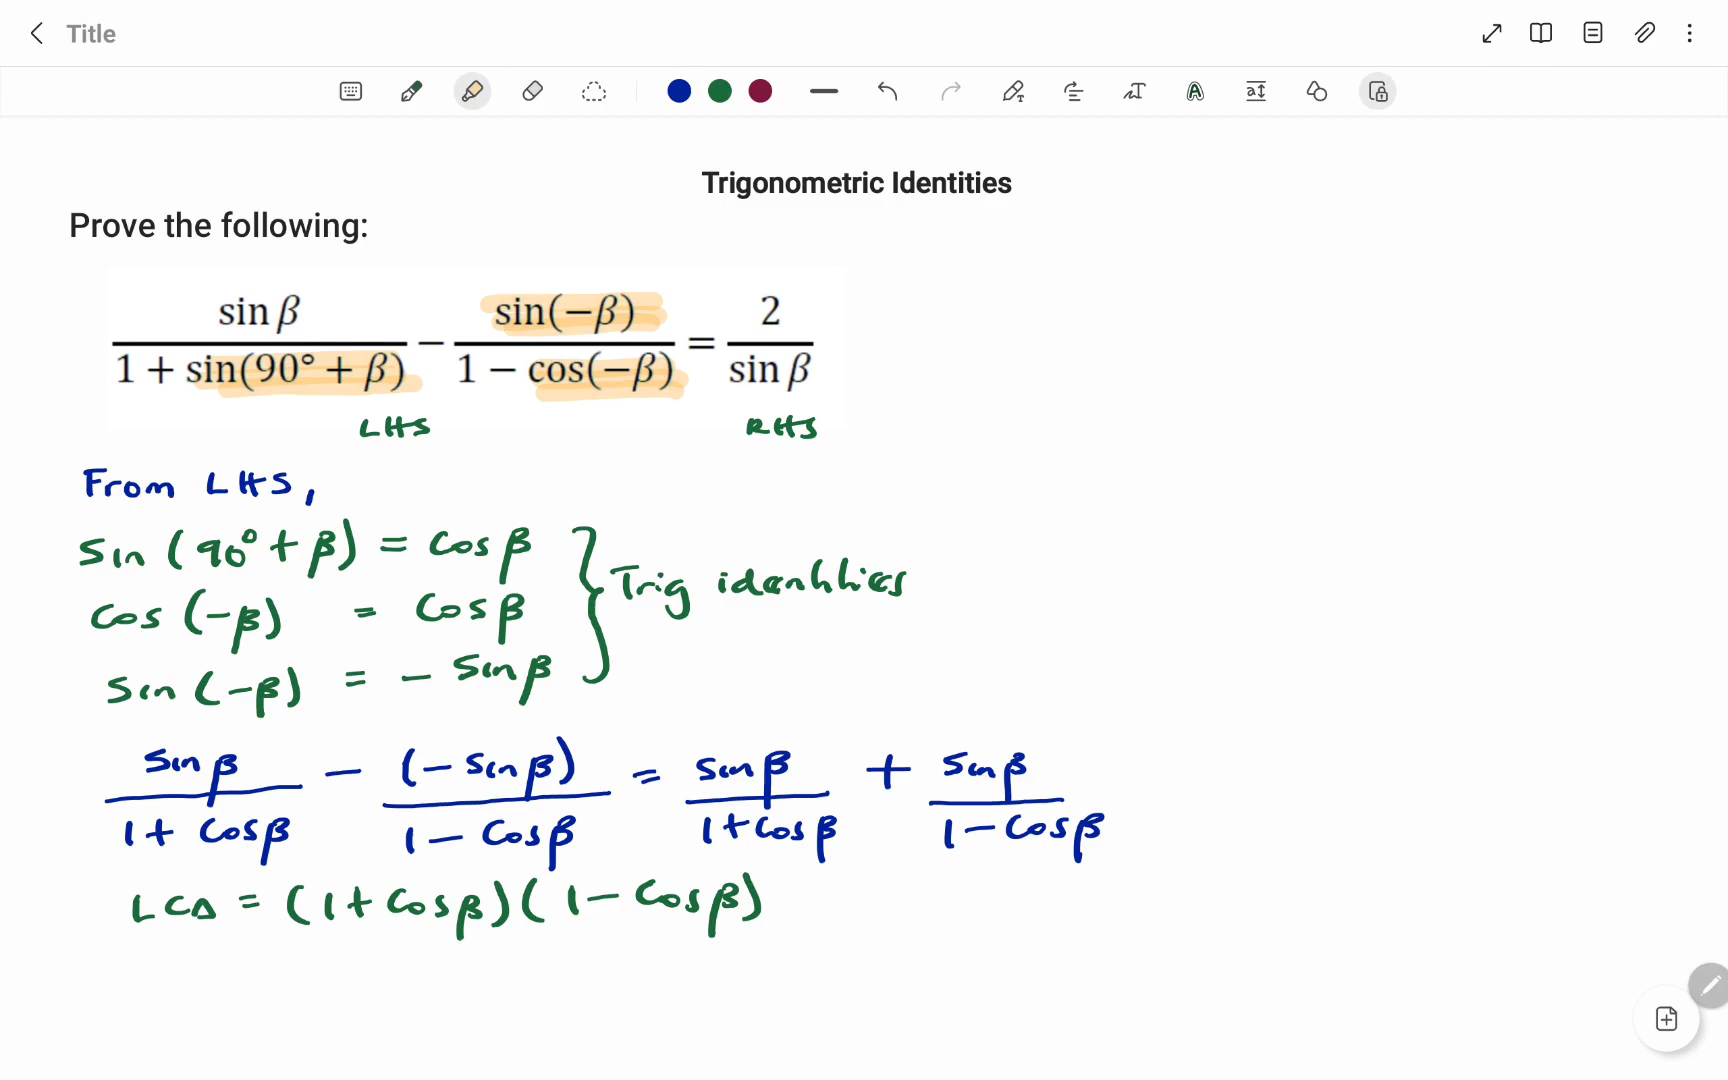 Title
Trigonometric Identities
Prove the following:
sin β / 1 + sin(90° + β) − sin(−β) / 1 − cos(−β) = 2 / sin β
LHS RHS
From LHS,
sin (90° + β) = cos β
cos (−β) = cos β
sin (−β) = − sin β
} Trig identities
sin β / 1 + cos β − (− sin β) / 1 − cos β = sin β / 1 + cos β + sin β / 1 − cos β
LCD = (1 + cos β)(1 − cos β)